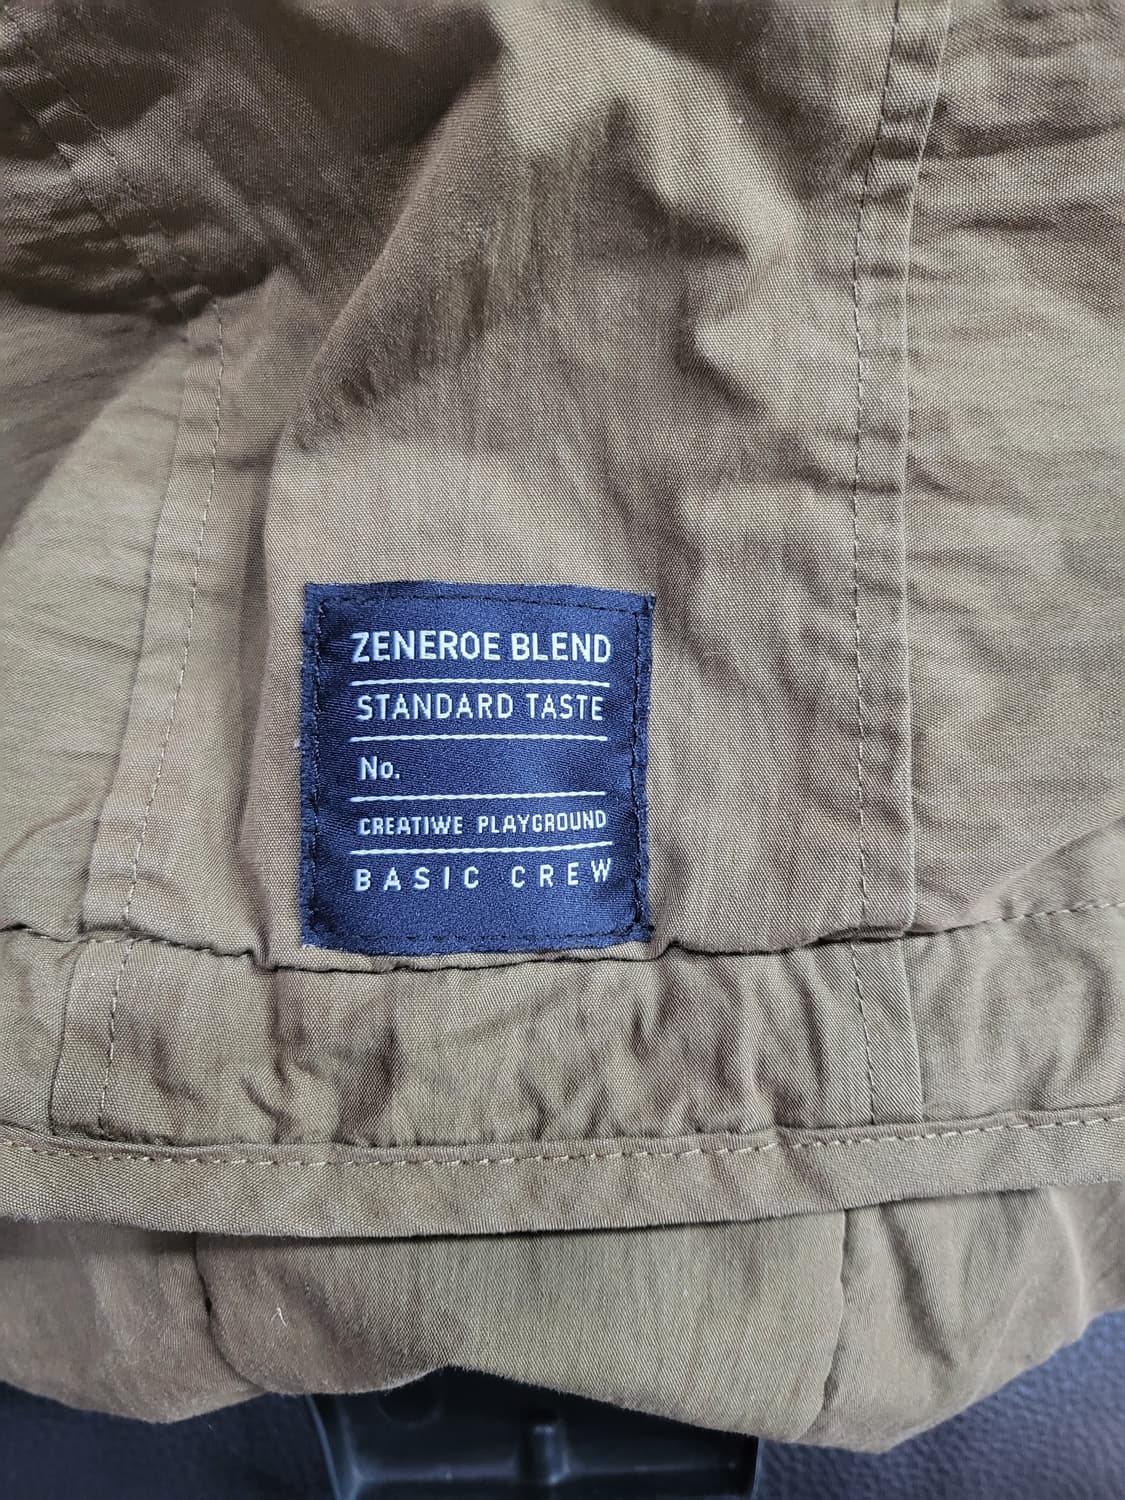 ZENEROE BLEND
STANDARD TASTE
No.
CREATIWE PLAYGROUND
BASIC CREW